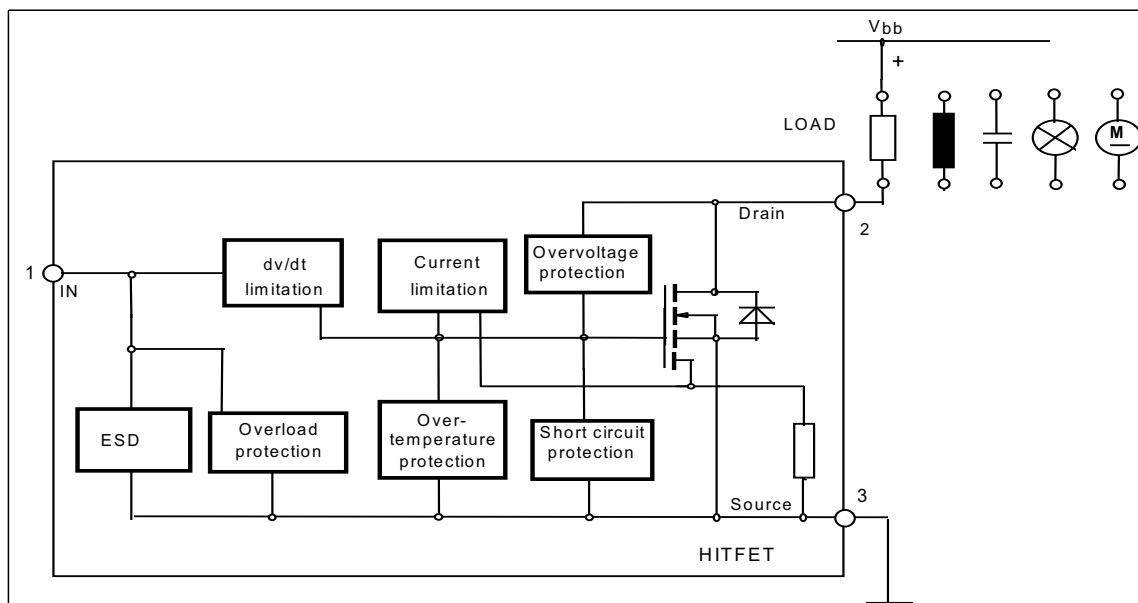 Vbb
+
LOAD
M
Drain
2
Overvoltage
protection
dv/dt
limitation
Current
limitation
1
IN
ESD
Overload
protection
Over-
temperature
protection
Short circuit
protection
Source
3
HITFET